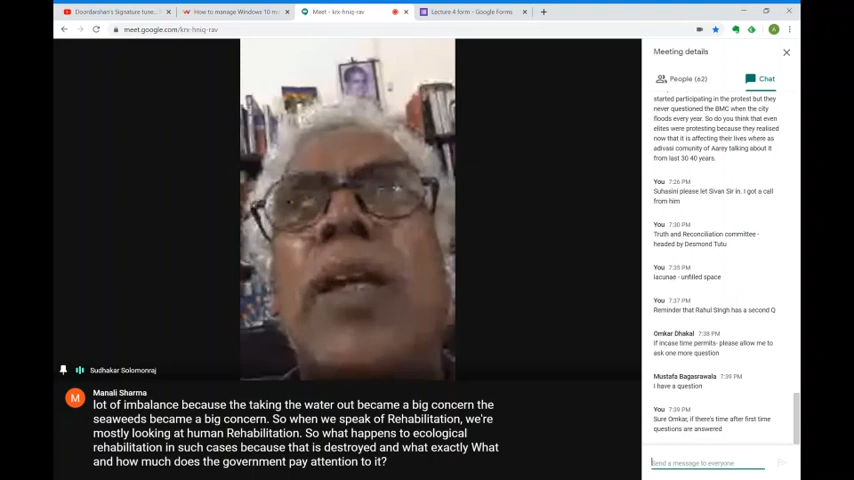 Doordarshan's Signature tune...
How to manage Windows 10 n
Meet - krx-hniq-rav
Lecture 4 form - Google Forms
meet.google.com/krx-hniq-rav
A
Meeting details
People (62)
Chat
started participating in the protest but they
never questioned the BMC when the city
floods every year. So do you think that even
elites were protesting because they realised
now that it is affecting their lives where as
adivasi comunity of Aarey talking about it
from last 30 40 years.
You 7:26 PM
Suhasini please let Sivan Sir in. I got a call
from him
You 7:30 PM
Truth and Reconciliation committee -
headed by Desmond Tutu
You 7:35 PM
lacunae - unfilled space
You 7:37 PM
Reminder that Rahul SIngh has a second Q
Omkar Dhakal 7:38 PM
if incase time permits- please allow me to
ask one more question
Mustafa Bagasrawala 7:39 PM
I have a question
You 7:39 PM
Sure Omkar, if there's time after first time
questions are answered
Send a message to everyone
Sudhakar Solomonraj
M
Manali Sharma
lot of imbalance because the taking the water out became a big concern the
seaweeds became a big concern. So when we speak of Rehabilitation, we're
mostly looking at human Rehabilitation. So what happens to ecological
rehabilitation in such cases because that is destroyed and what exactly What
and how much does the government pay attention to it?